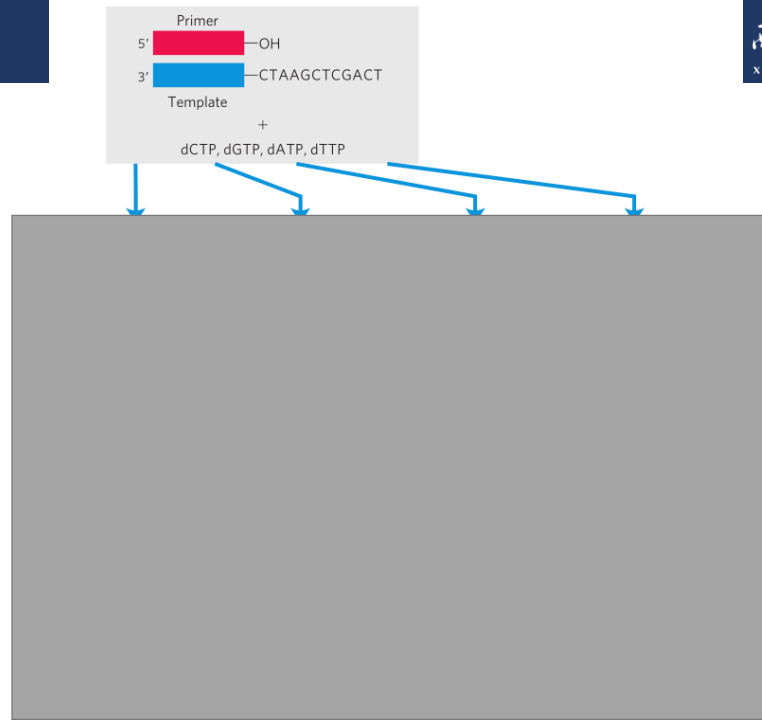 Primer
5′ —OH
3′ —CTAAGCTCGACT
Template
+
dCTP, dGTP, dATP, dTTP
x